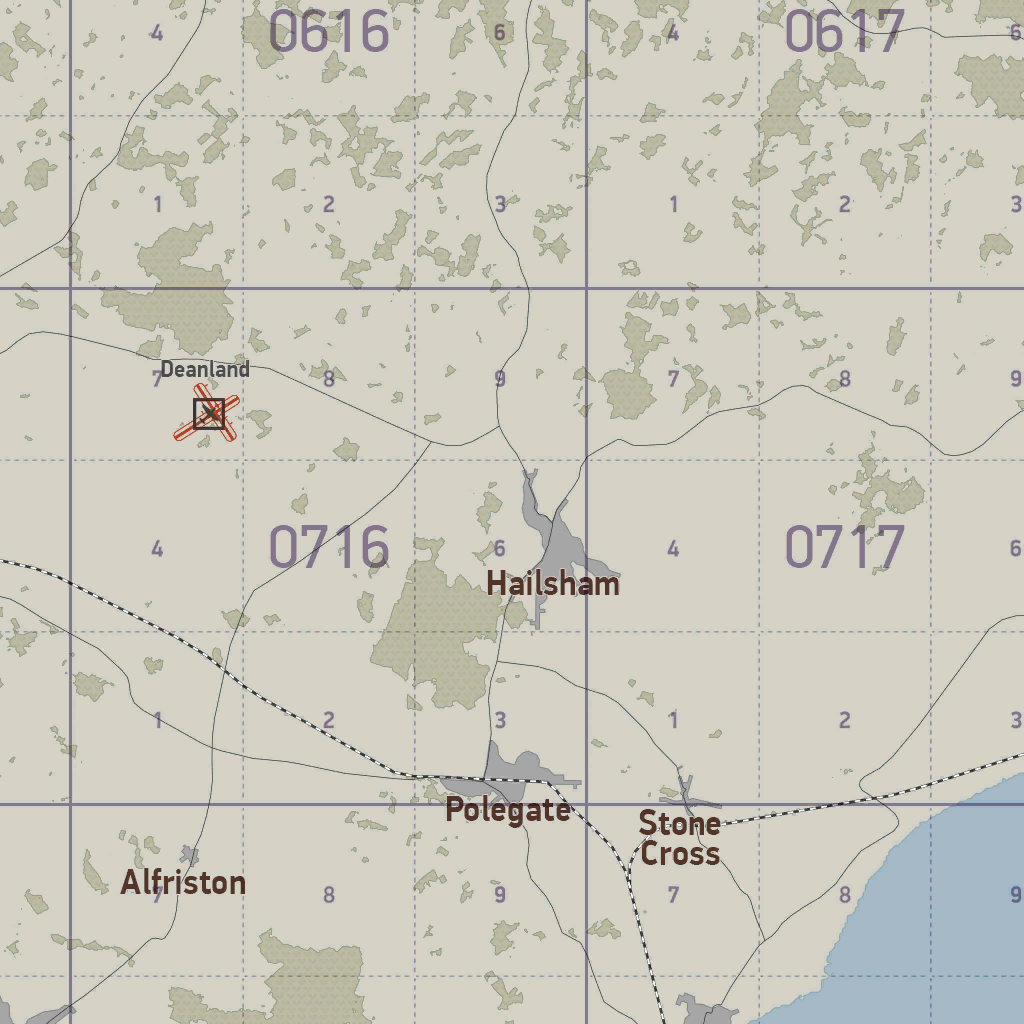 4 0616 6 4 0617 6
1 2 3 1 2 3
Deanland
7 8 9 7 8 9
4 0716 6 4 0717 6
Hailsham
1 2 3 1 2 3
Polegate
Stone
Cross
Alfriston
7 8 9 7 8 9